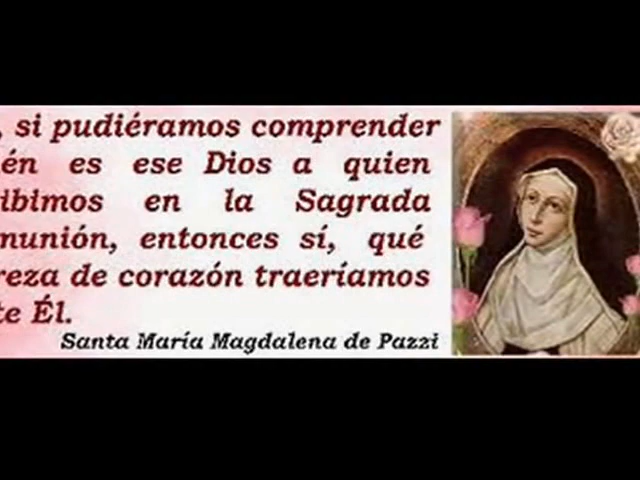 , si pudiéramos comprender
én es ese Dios a quien
ibimos en la Sagrada
munión, entonces sí, qué
reza de corazón traeríamos
te Él.
Santa María Magdalena de Pazzi